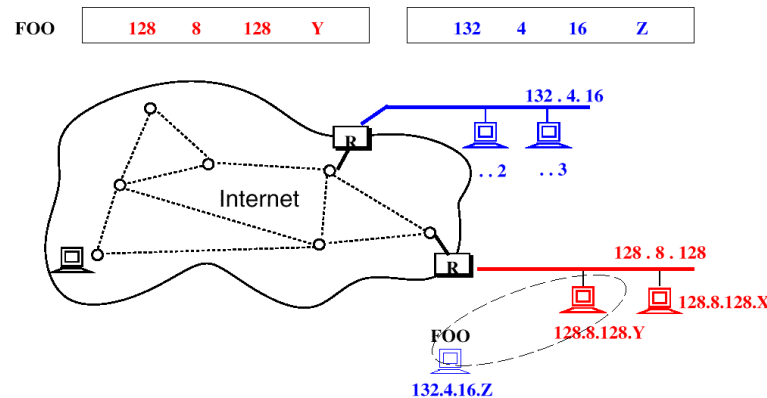 FOO 128 8 128 Y 132 4 16 Z
132 . 4. 16
R
. . 2 . . 3
Internet
128 . 8 . 128
R
128.8.128.X
128.8.128.Y
FOO
132.4.16.Z